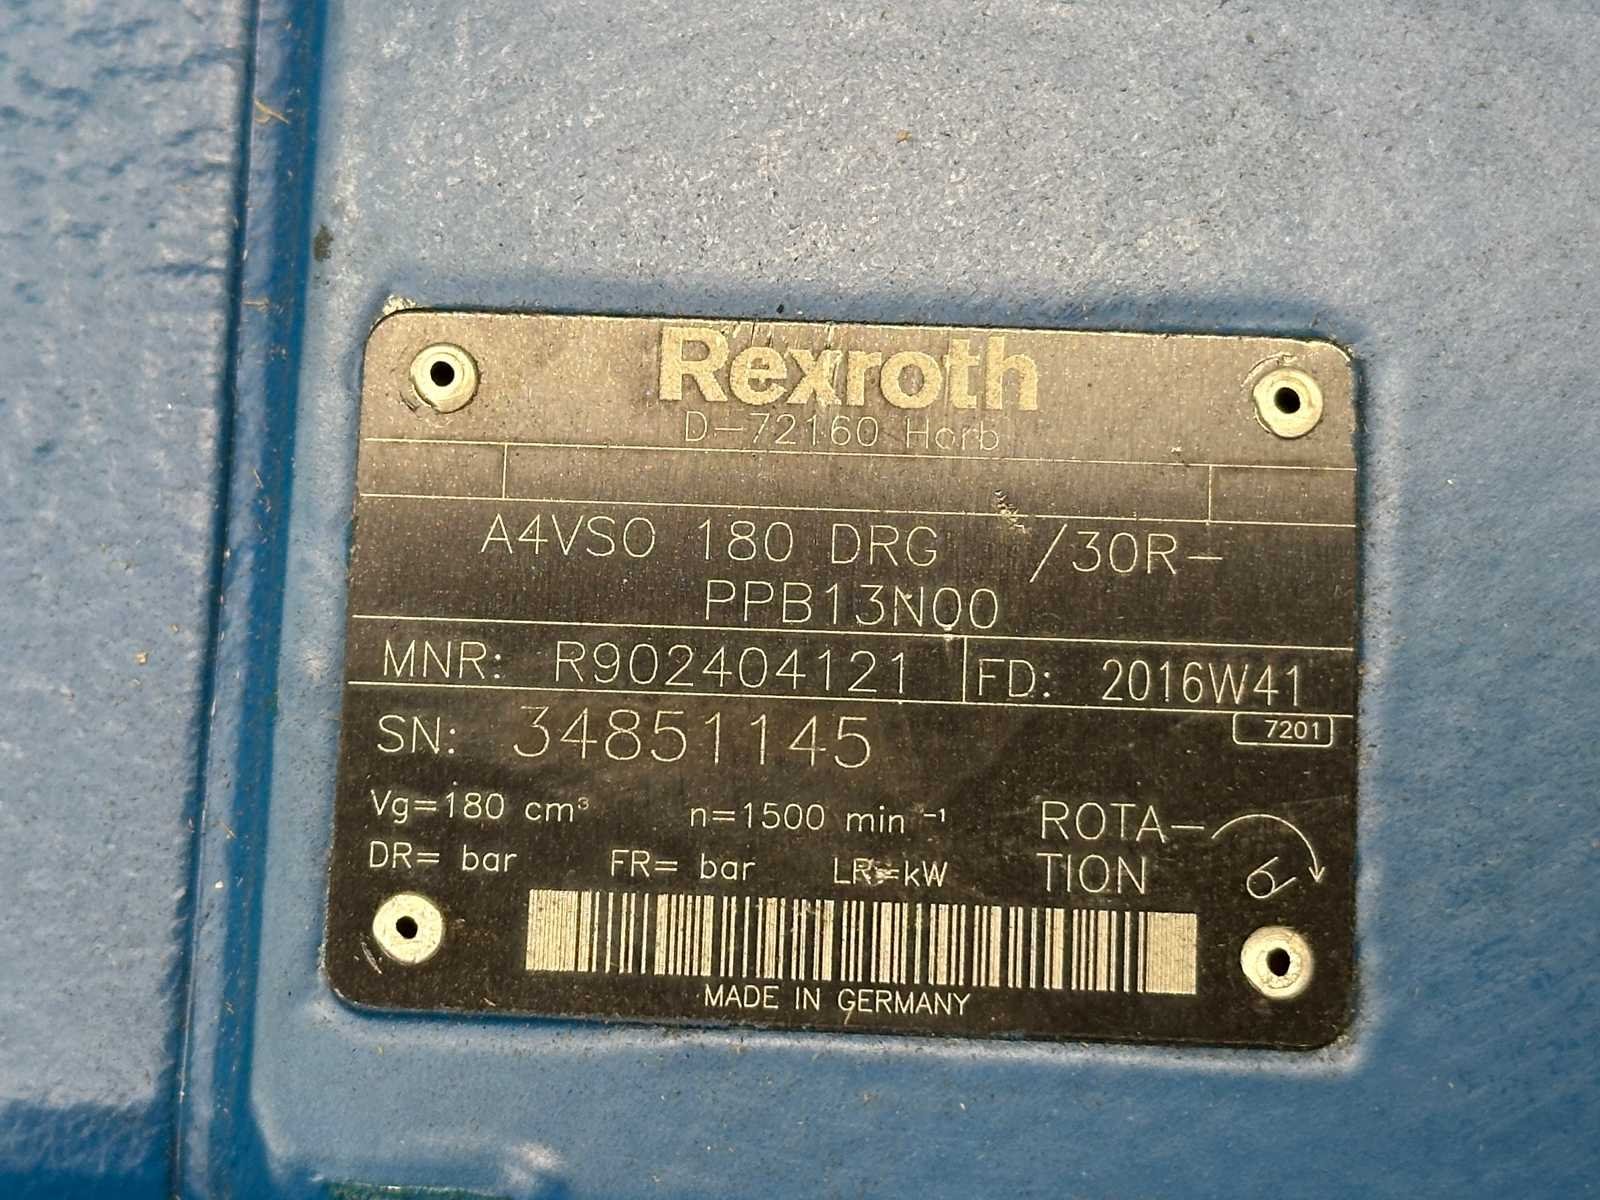 Rexroth
D-72160 Horb
A4VSO 180 DRG /30R-
PPB13N00
MNR: R902404121 FD: 2016W41
7201
SN: 34851145
Vg=180 cm³ n=1500 min⁻¹ ROTA-
DR= bar FR= bar LR=kW TION
MADE IN GERMANY